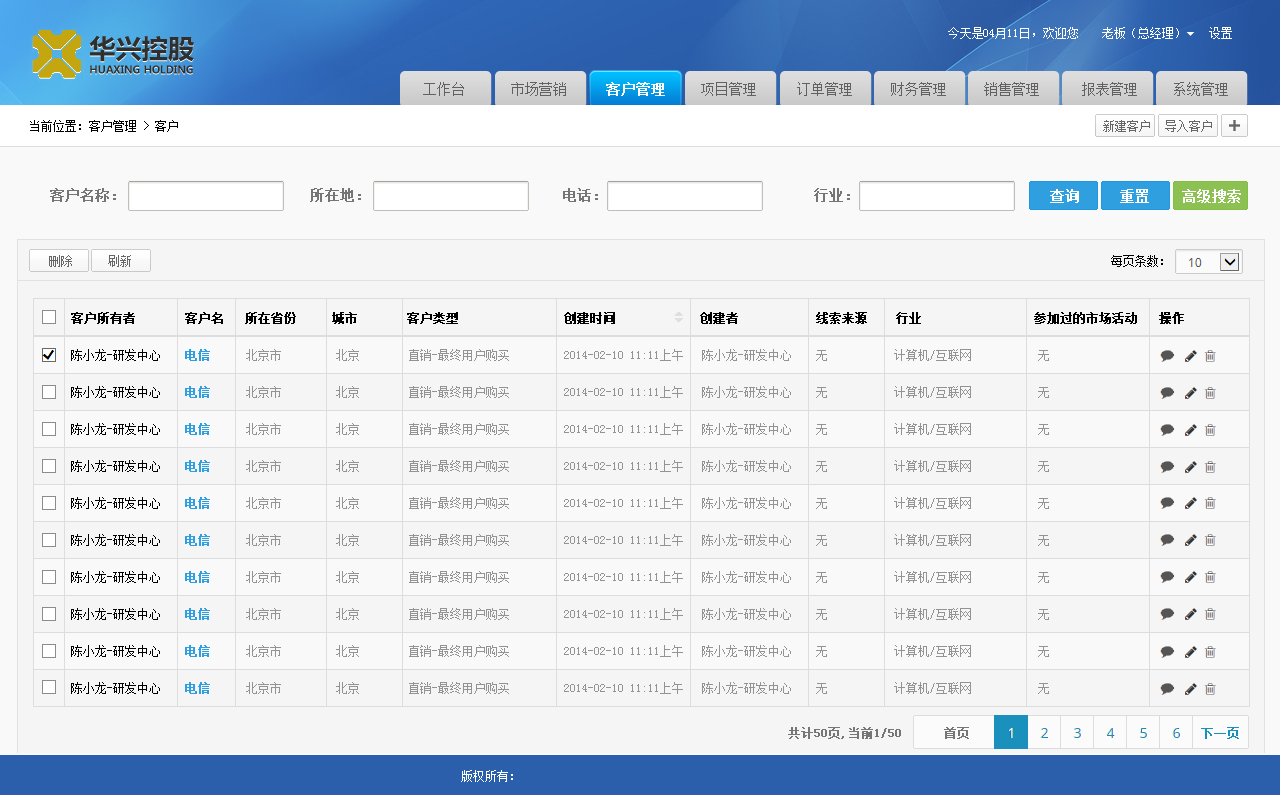 华兴控股
HUAXING HOLDING
今天是04月11日，欢迎您 老板（总经理） 设置
工作台 市场营销 客户管理 项目管理 订单管理 财务管理 销售管理 报表管理 系统管理
当前位置：客户管理 > 客户
新建客户 导入客户 +
客户名称： 所在地： 电话： 行业： 查询 重置 高级搜索
删除 刷新 每页条数： 10
客户所有者 客户名 所在省份 城市 客户类型 创建时间 创建者 线索来源 行业 参加过的市场活动 操作
陈小龙-研发中心 电信 北京市 北京 直销-最终用户购买 2014-02-10 11:11上午 陈小龙-研发中心 无 计算机/互联网 无
陈小龙-研发中心 电信 北京市 北京 直销-最终用户购买 2014-02-10 11:11上午 陈小龙-研发中心 无 计算机/互联网 无
陈小龙-研发中心 电信 北京市 北京 直销-最终用户购买 2014-02-10 11:11上午 陈小龙-研发中心 无 计算机/互联网 无
陈小龙-研发中心 电信 北京市 北京 直销-最终用户购买 2014-02-10 11:11上午 陈小龙-研发中心 无 计算机/互联网 无
陈小龙-研发中心 电信 北京市 北京 直销-最终用户购买 2014-02-10 11:11上午 陈小龙-研发中心 无 计算机/互联网 无
陈小龙-研发中心 电信 北京市 北京 直销-最终用户购买 2014-02-10 11:11上午 陈小龙-研发中心 无 计算机/互联网 无
陈小龙-研发中心 电信 北京市 北京 直销-最终用户购买 2014-02-10 11:11上午 陈小龙-研发中心 无 计算机/互联网 无
陈小龙-研发中心 电信 北京市 北京 直销-最终用户购买 2014-02-10 11:11上午 陈小龙-研发中心 无 计算机/互联网 无
陈小龙-研发中心 电信 北京市 北京 直销-最终用户购买 2014-02-10 11:11上午 陈小龙-研发中心 无 计算机/互联网 无
陈小龙-研发中心 电信 北京市 北京 直销-最终用户购买 2014-02-10 11:11上午 陈小龙-研发中心 无 计算机/互联网 无
共计50页,当前1/50 首页 1 2 3 4 5 6 下一页
版权所有：